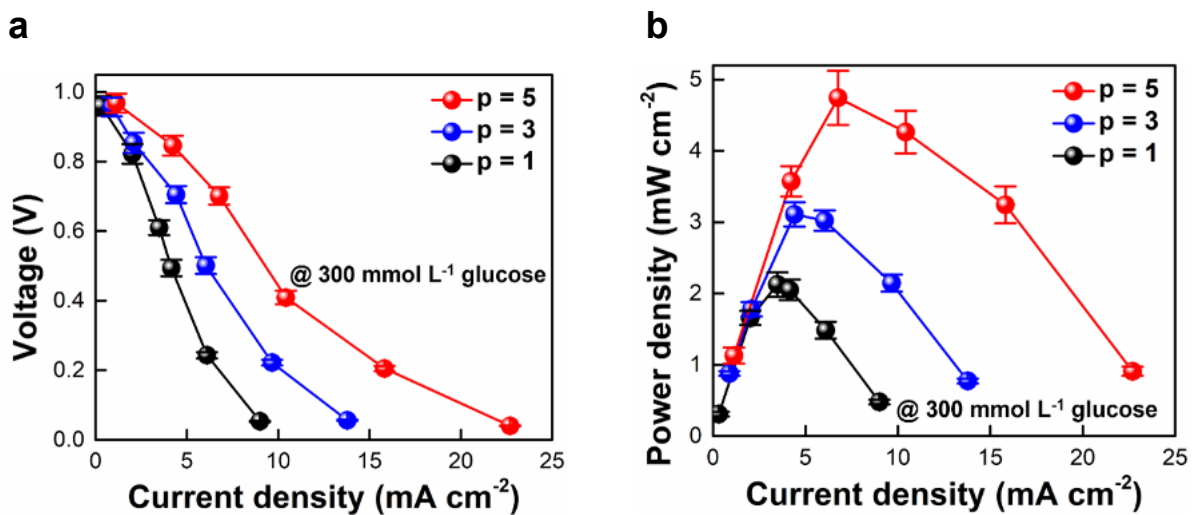 a
b
p = 5
p = 3
p = 1
@ 300 mmol L⁻¹ glucose
Voltage (V)
1.0
0.8
0.6
0.4
0.2
0.0
0 5 10 15 20 25
Current density (mA cm⁻²)
p = 5
p = 3
p = 1
@ 300 mmol L⁻¹ glucose
Power density (mW cm⁻²)
5
4
3
2
1
0
0 5 10 15 20 25
Current density (mA cm⁻²)